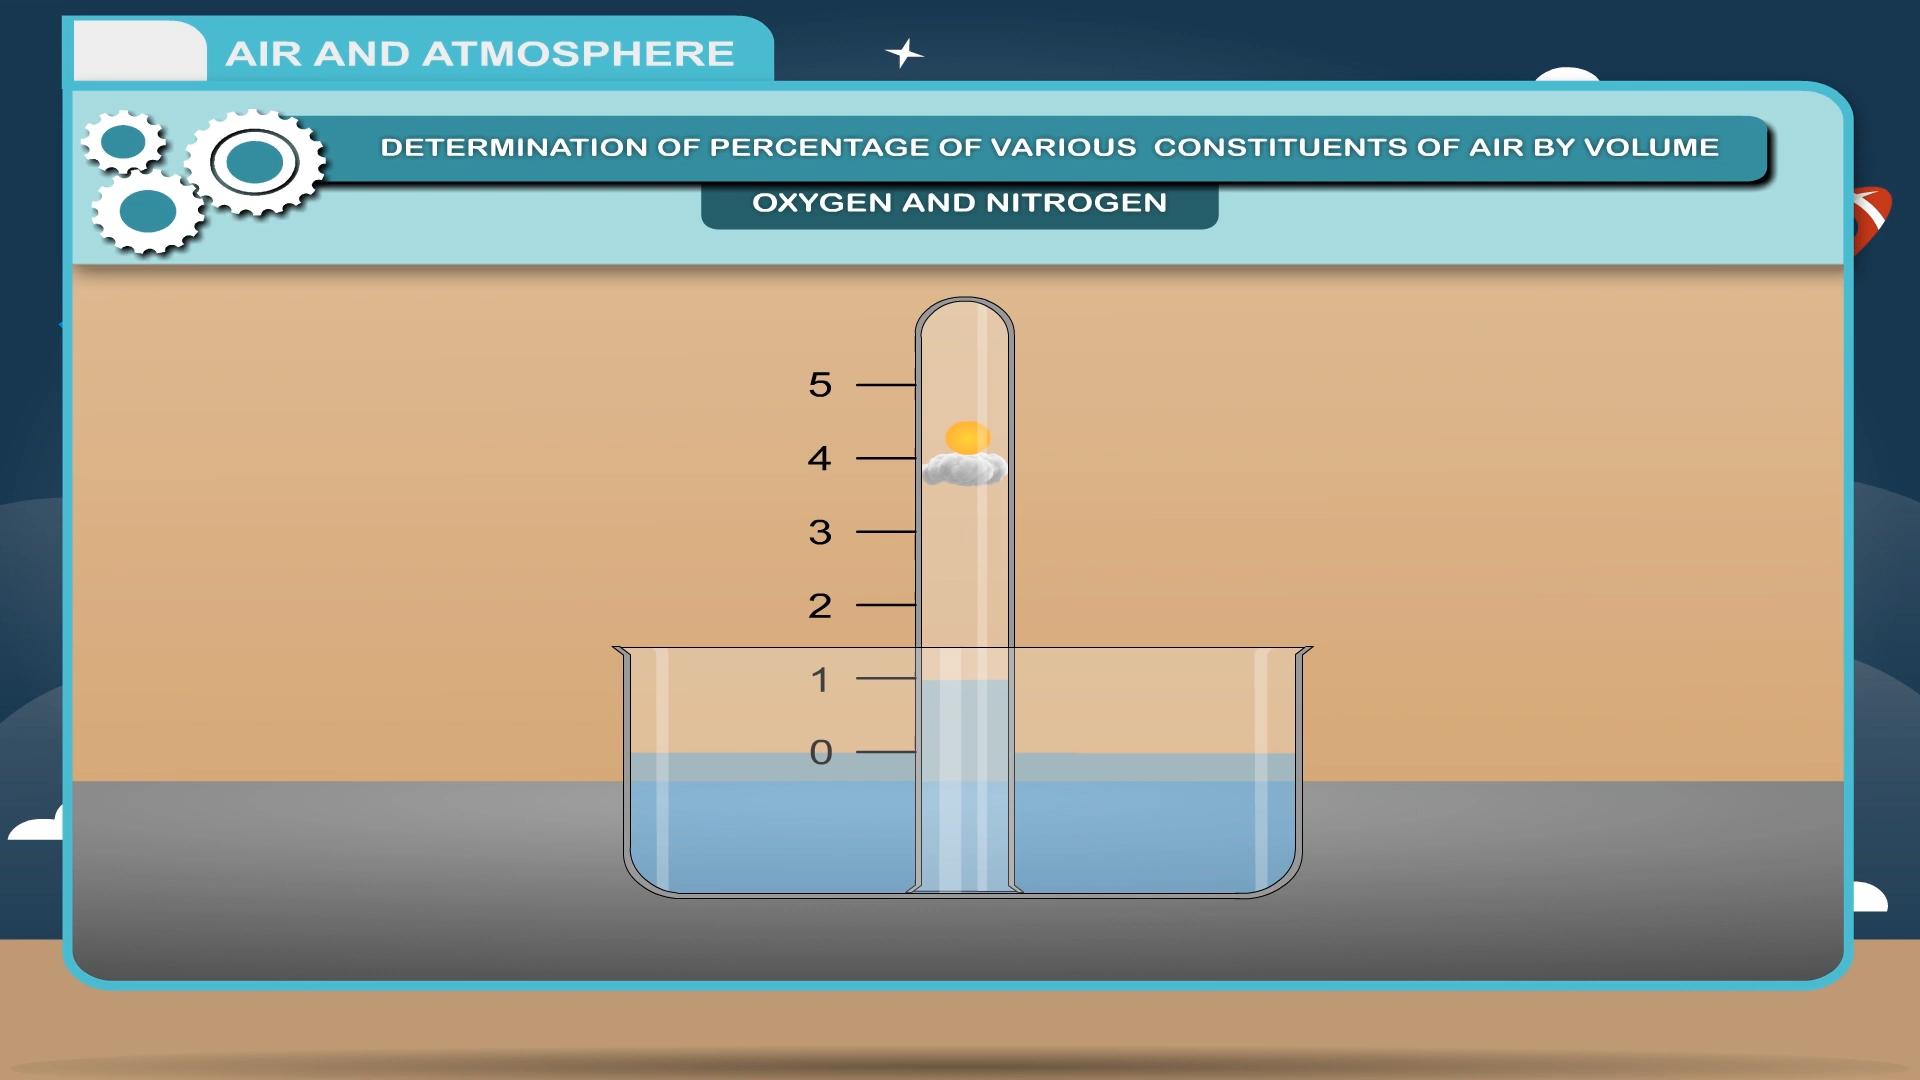 AIR AND ATMOSPHERE
DETERMINATION OF PERCENTAGE OF VARIOUS CONSTITUENTS OF AIR BY VOLUME
OXYGEN AND NITROGEN
5
4
3
2
1
0